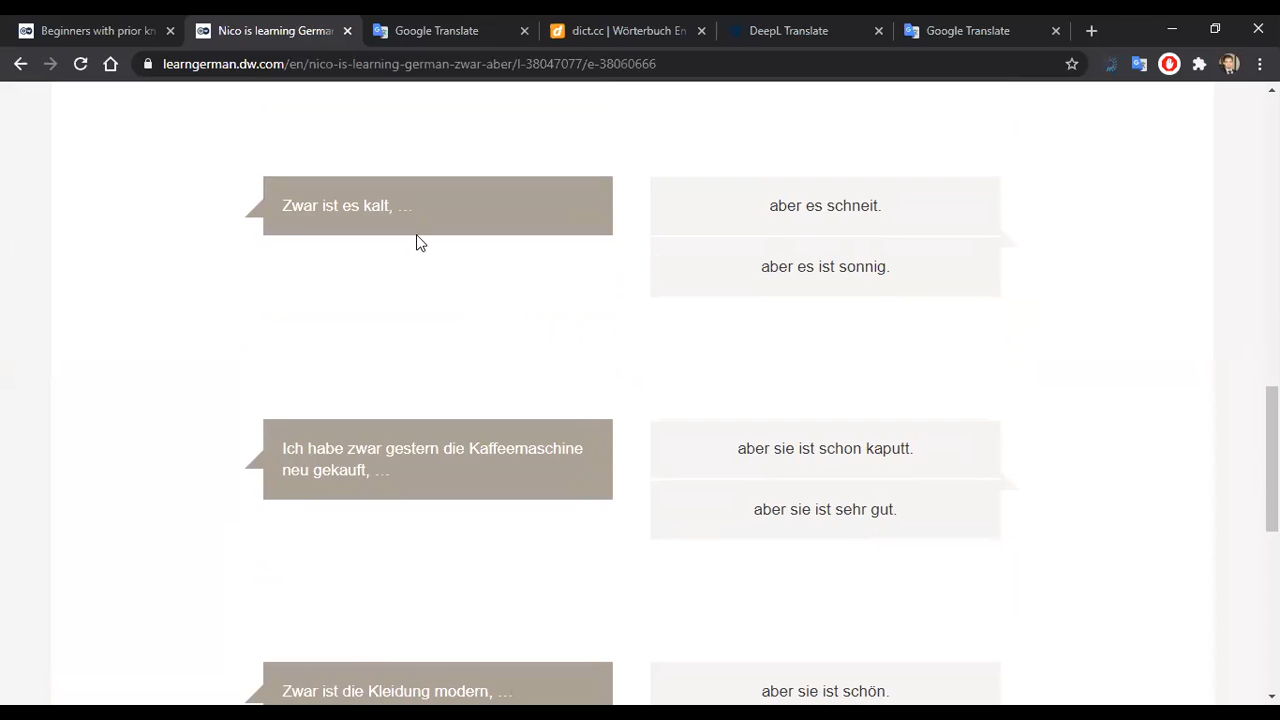 Beginners with prior kn
Nico is learning Germa
Google Translate
dict.cc | Wörterbuch En
DeepL Translate
Google Translate
learngerman.dw.com/en/nico-is-learning-german-zwar-aber/l-38047077/e-38060666
Zwar ist es kalt, …
aber es schneit.
aber es ist sonnig.
Ich habe zwar gestern die Kaffeemaschine
neu gekauft, …
aber sie ist schon kaputt.
aber sie ist sehr gut.
Zwar ist die Kleidung modern, …
aber sie ist schön.